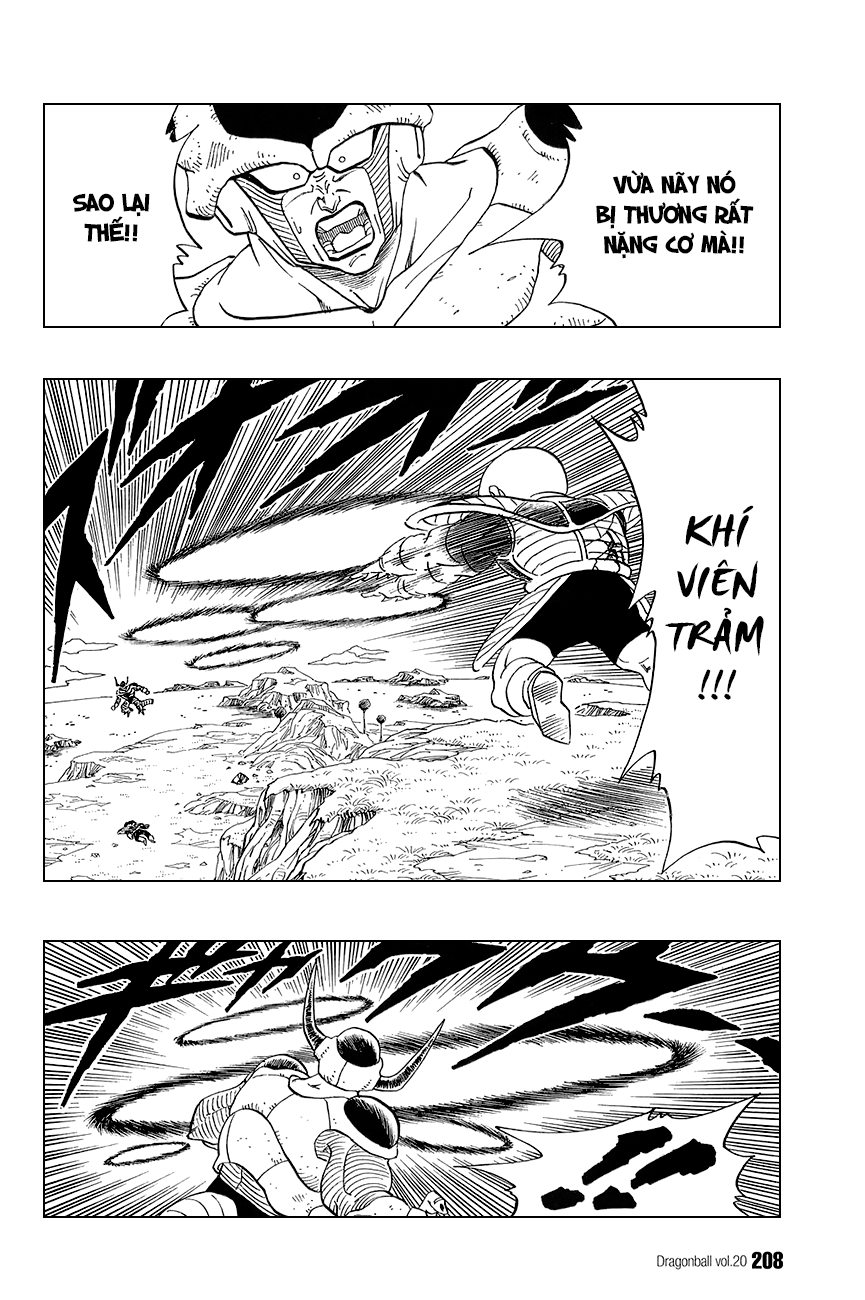 VỪA NÃY NÓ
BỊ THƯƠNG RẤT
NẶNG CƠ MÀ!!
SAO LẠI
THẾ!!
KHÍ
VIÊN
TRẢM
!!!
Dragonball vol.20 208